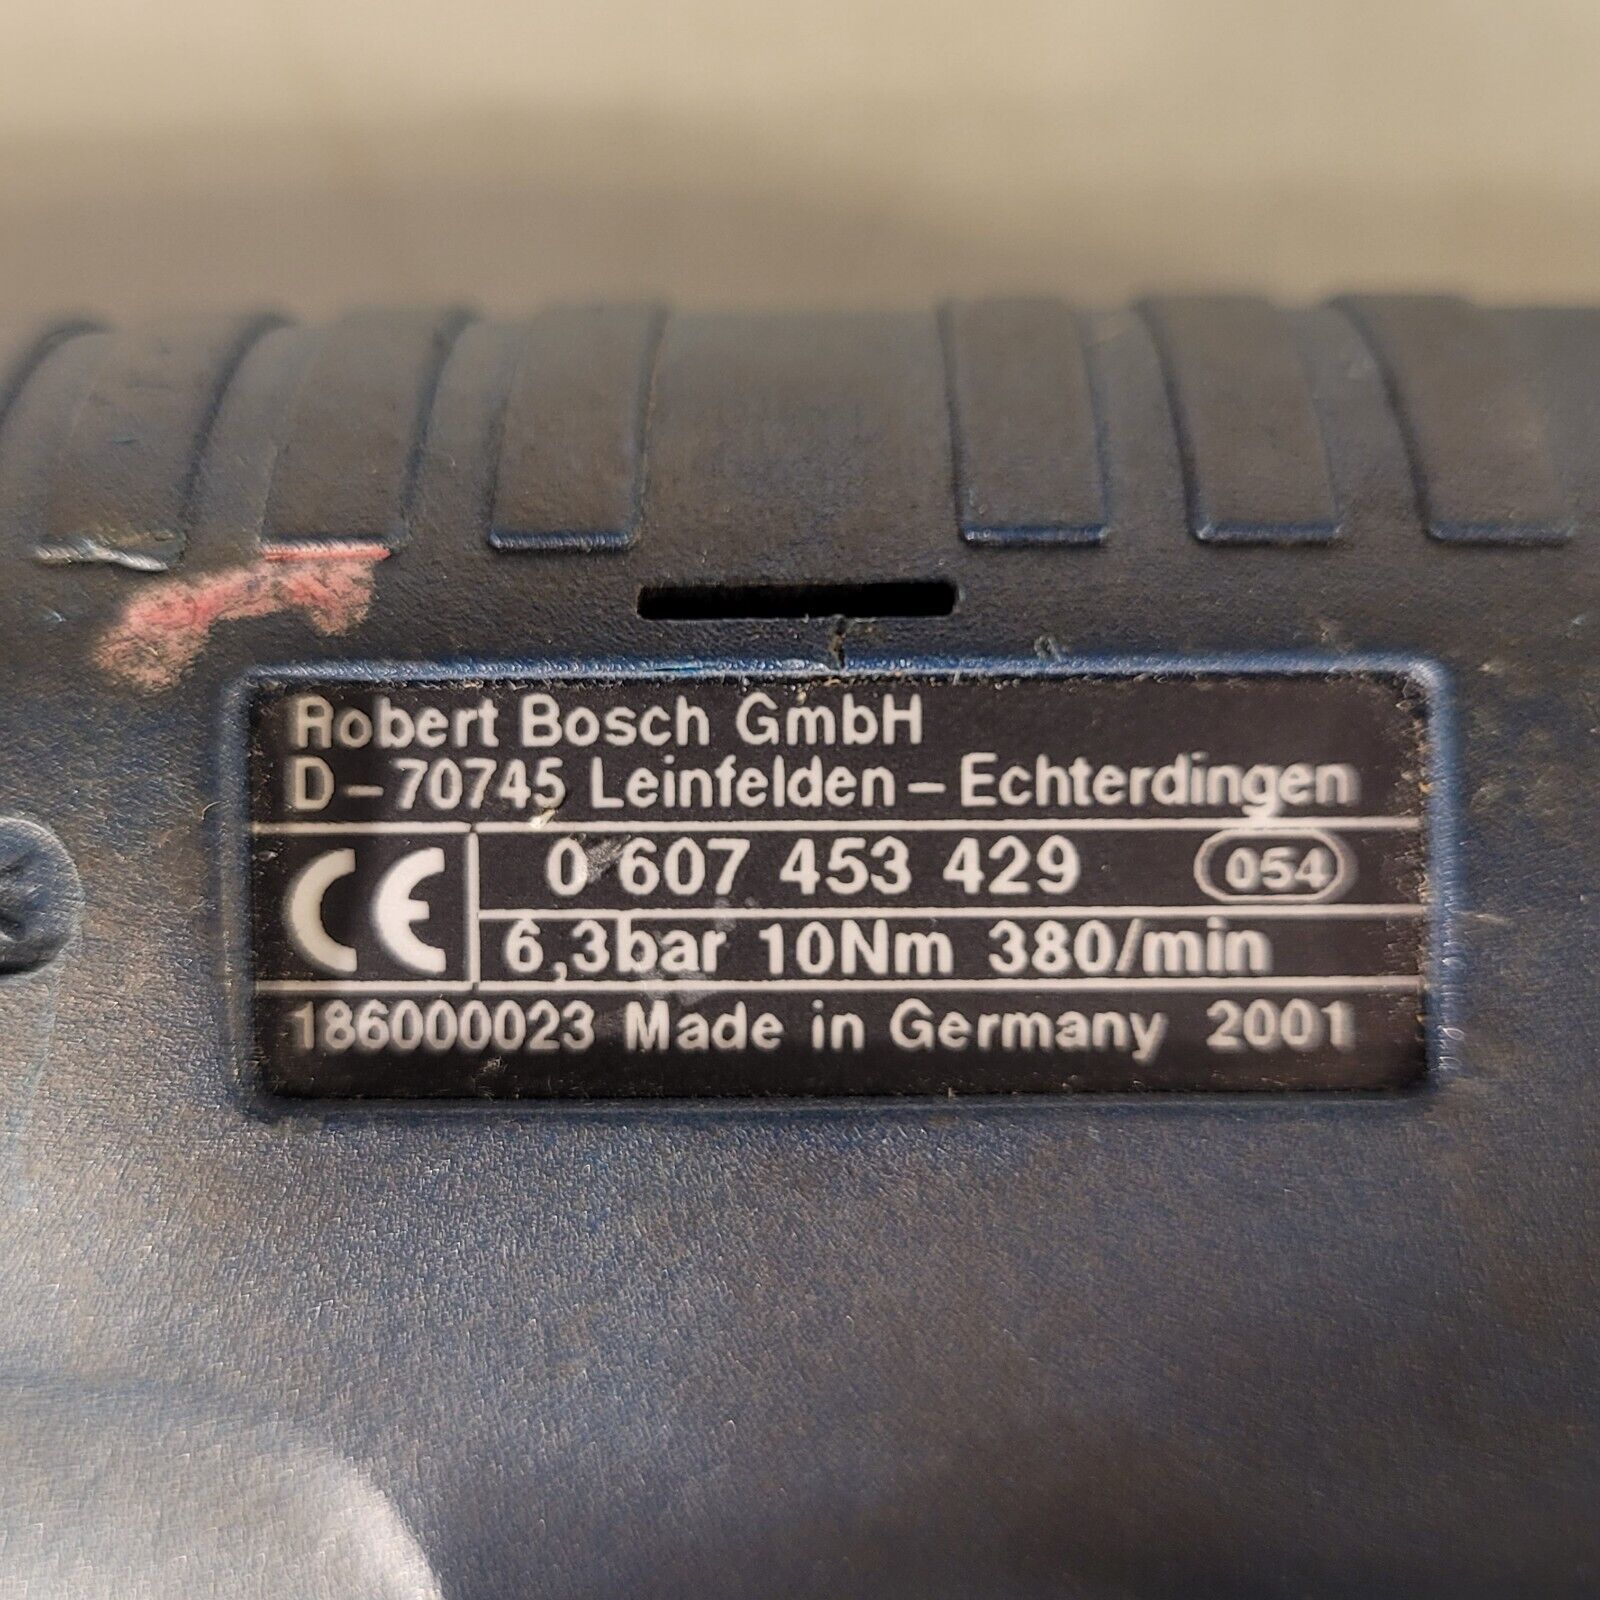 Robert Bosch GmbH
D-70745 Leinfelden-Echterdingen
CE 0 607 453 429 054
6,3bar 10Nm 380/min
186000023 Made in Germany 2001